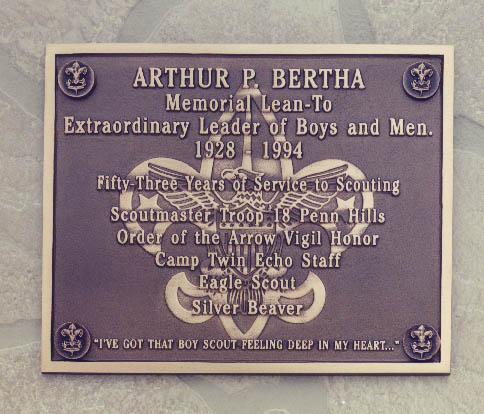 ARTHUR P. BERTHA
Memorial Lean-To
Extraordinary Leader of Boys and Men.
1928 1994
Fifty-Three Years of Service to Scouting
Scoutmaster Troop 18 Penn Hills
Order of the Arrow Vigil Honor
Camp Twin Echo Staff
Eagle Scout
Silver Beaver
"I'VE GOT THAT BOY SCOUT FEELING DEEP IN MY HEART..."